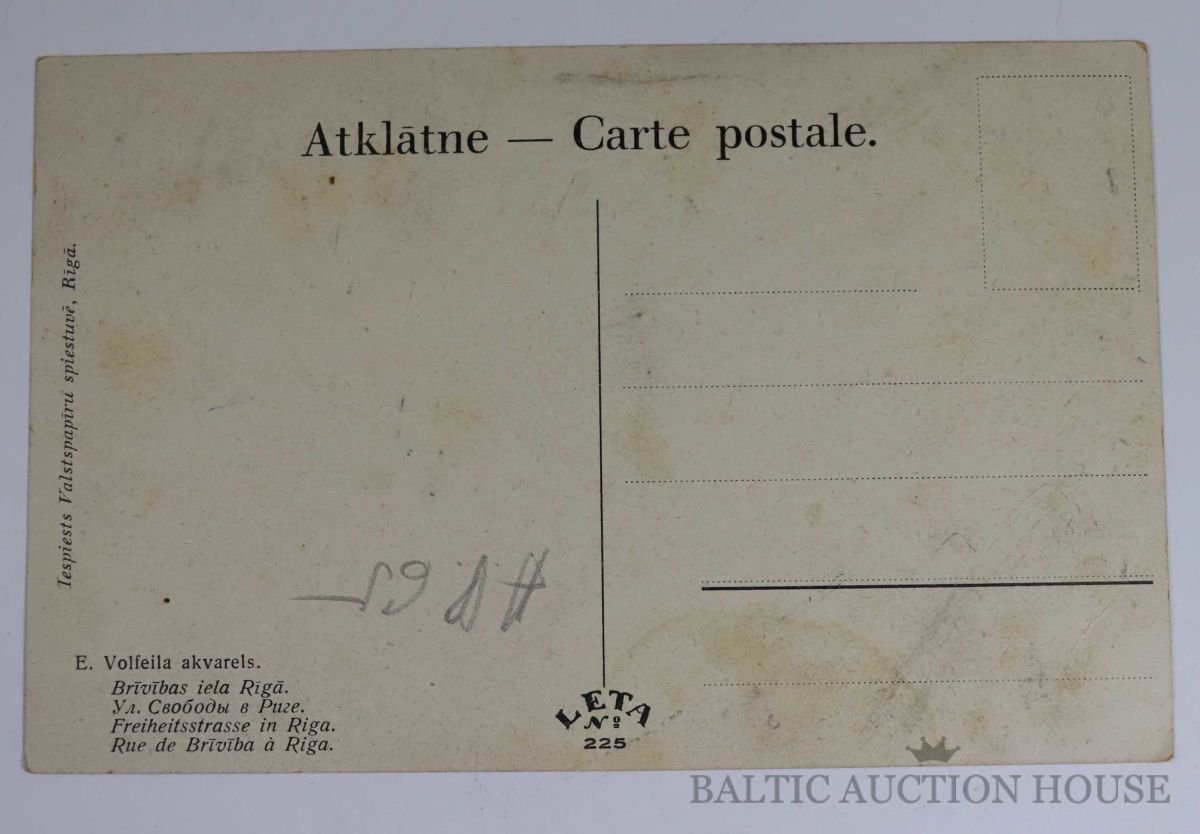 Atklātne — Carte postale.
Iespiests Valstspapīru spiestuvē, Rīgā.
E. Volfeila akvarels.
Brīvības iela Rīgā.
Ул. Свободы в Риге.
Freiheitsstrasse in Riga.
Rue de Brīvība à Riga.
LETA
№
225
BALTIC AUCTION HOUSE